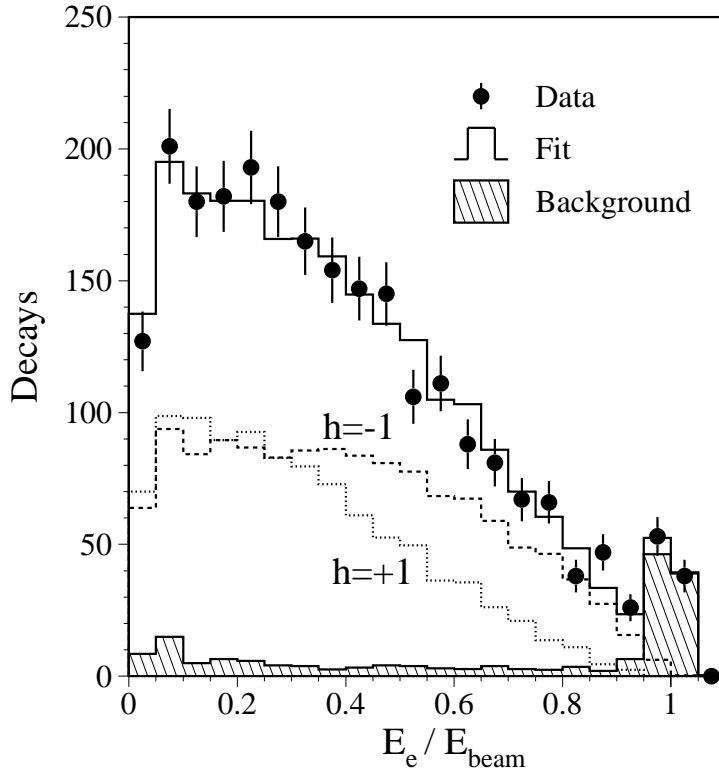 250
200
150
100
50
0
Decays
Data
Fit
Background
h=-1
h=+1
0 0.2 0.4 0.6 0.8 1
E_e / E_beam